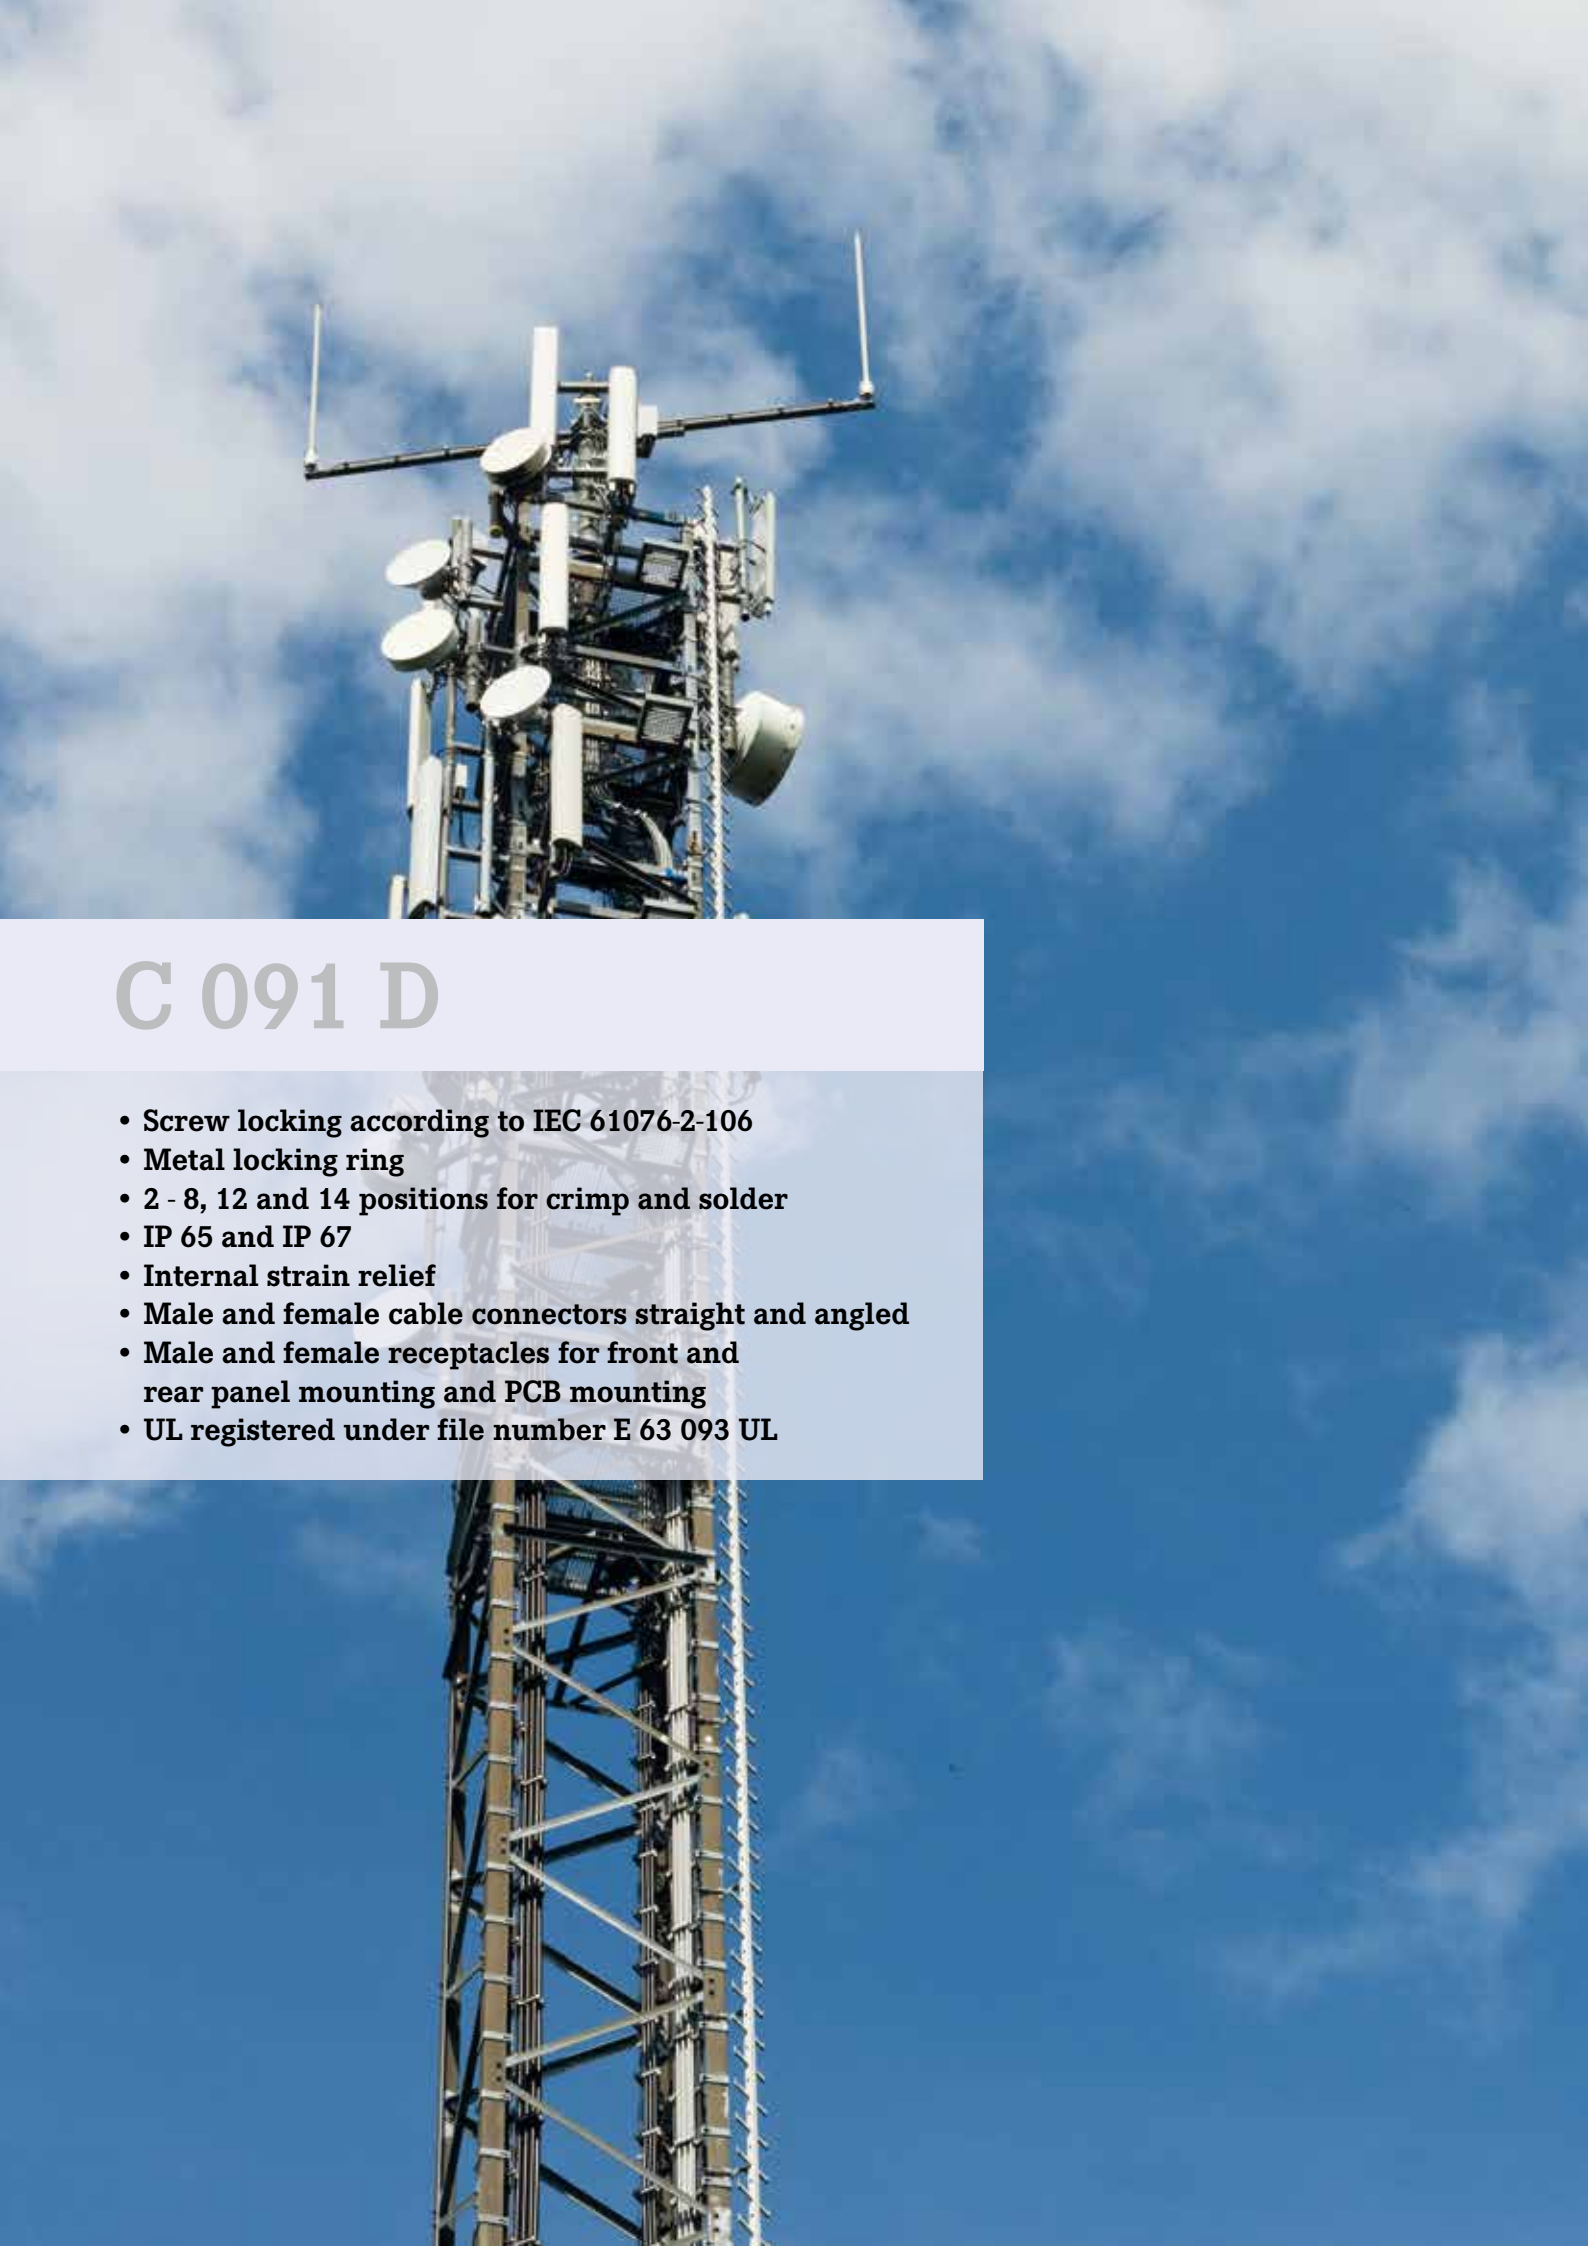 C 091 D
• Screw locking according to IEC 61076-2-106
• Metal locking ring
• 2 - 8, 12 and 14 positions for crimp and solder
• IP 65 and IP 67
• Internal strain relief
• Male and female cable connectors straight and angled
• Male and female receptacles for front and
rear panel mounting and PCB mounting
• UL registered under file number E 63 093 UL